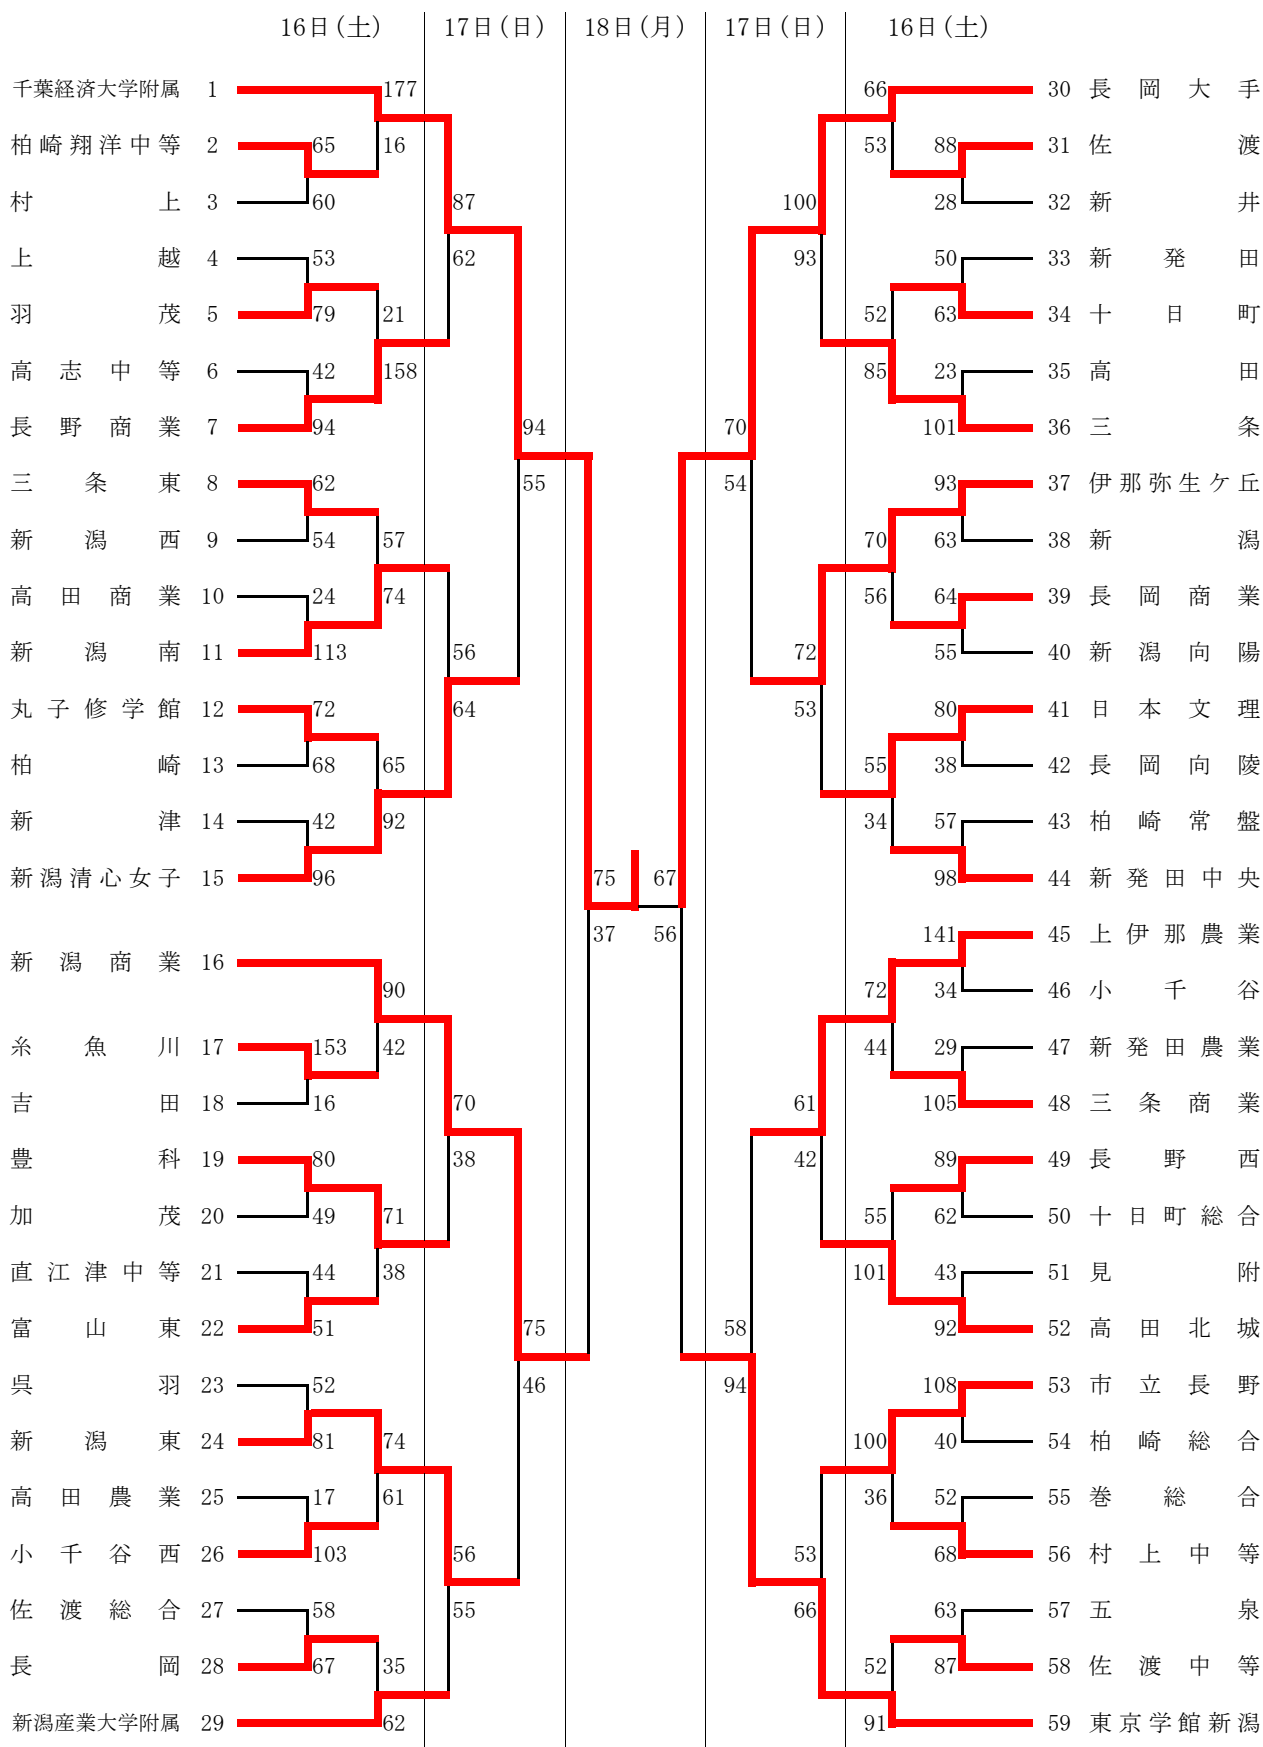 16日(土) 17日(日) 18日(月) 17日(日) 16日(土)
千葉経済大学附属 1 177 66 30 長岡大手
柏崎翔洋中等 2 65 16 53 88 31 佐渡
村上 3 60 87 100 28 32 新井
上越 4 53 62 93 50 33 新発田
羽茂 5 79 21 52 63 34 十日町
高志中等 6 42 158 85 23 35 高田
長野商業 7 94 94 70 101 36 三条
三条東 8 62 55 54 93 37 伊那弥生ケ丘
新潟西 9 54 57 70 63 38 新潟
高田商業 10 24 74 56 64 39 長岡商業
新潟南 11 113 56 72 55 40 新潟向陽
丸子修学館 12 72 64 53 80 41 日本文理
柏崎 13 68 65 55 38 42 長岡向陵
新津 14 42 92 34 57 43 柏崎常盤
新潟清心女子 15 96 75 67 98 44 新発田中央
37 56 141 45 上伊那農業
新潟商業 16
90 72 34 46 小千谷
糸魚川 17 153 42 44 29 47 新発田農業
吉田 18 16 70 61 105 48 三条商業
豊科 19 80 38 42 89 49 長野西
加茂 20 49 71 55 62 50 十日町総合
直江津中等 21 44 38 101 43 51 見附
富山東 22 51 75 58 92 52 高田北城
呉羽 23 52 46 94 108 53 市立長野
新潟東 24 81 74 100 40 54 柏崎総合
高田農業 25 17 61 36 52 55 巻総合
小千谷西 26 103 56 53 68 56 村上中等
佐渡総合 27 58 55 66 63 57 五泉
長岡 28 67 35 52 87 58 佐渡中等
新潟産業大学附属 29 62 91 59 東京学館新潟